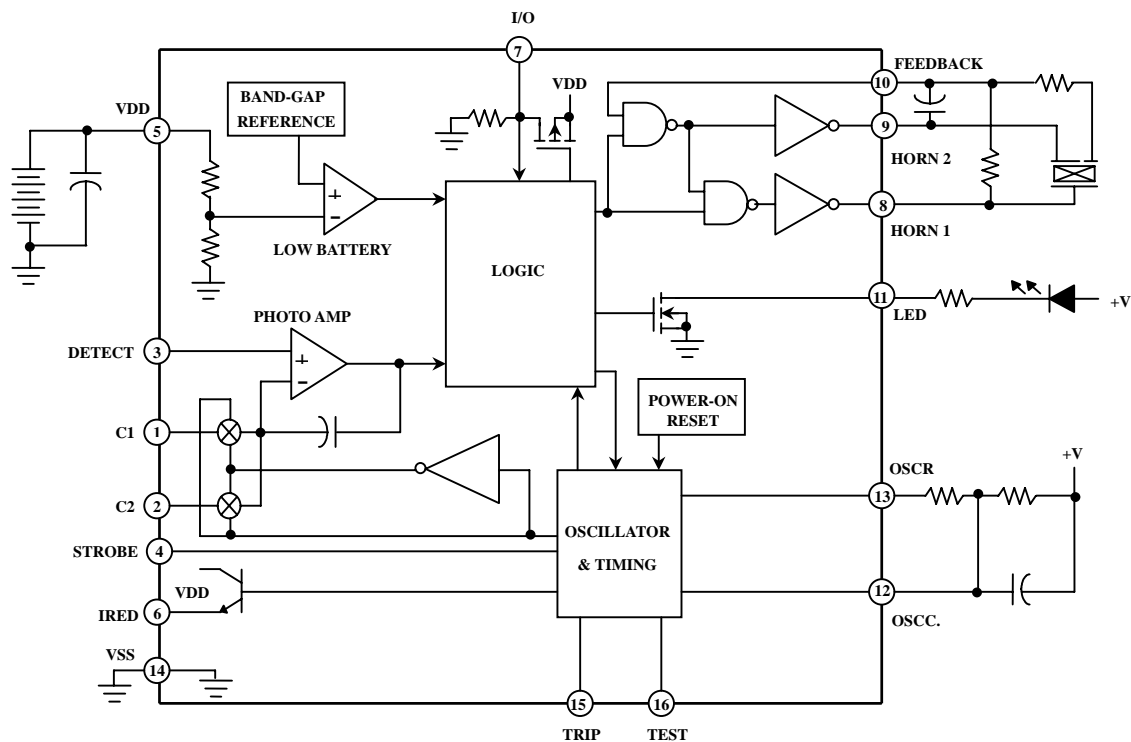 I/O
7
FEEDBACK
10
BAND-GAP
REFERENCE
VDD
VDD
5
9
HORN 2
+
−
8
LOW BATTERY
HORN 1
LOGIC
11
LED
+V
PHOTO AMP
DETECT
3
+
−
POWER-ON
RESET
C1
1
+V
OSCR
13
C2
2
OSCILLATOR
& TIMING
STROBE
4
VDD
12
IRED
6
OSCC.
VSS
14
15
16
TRIP
TEST